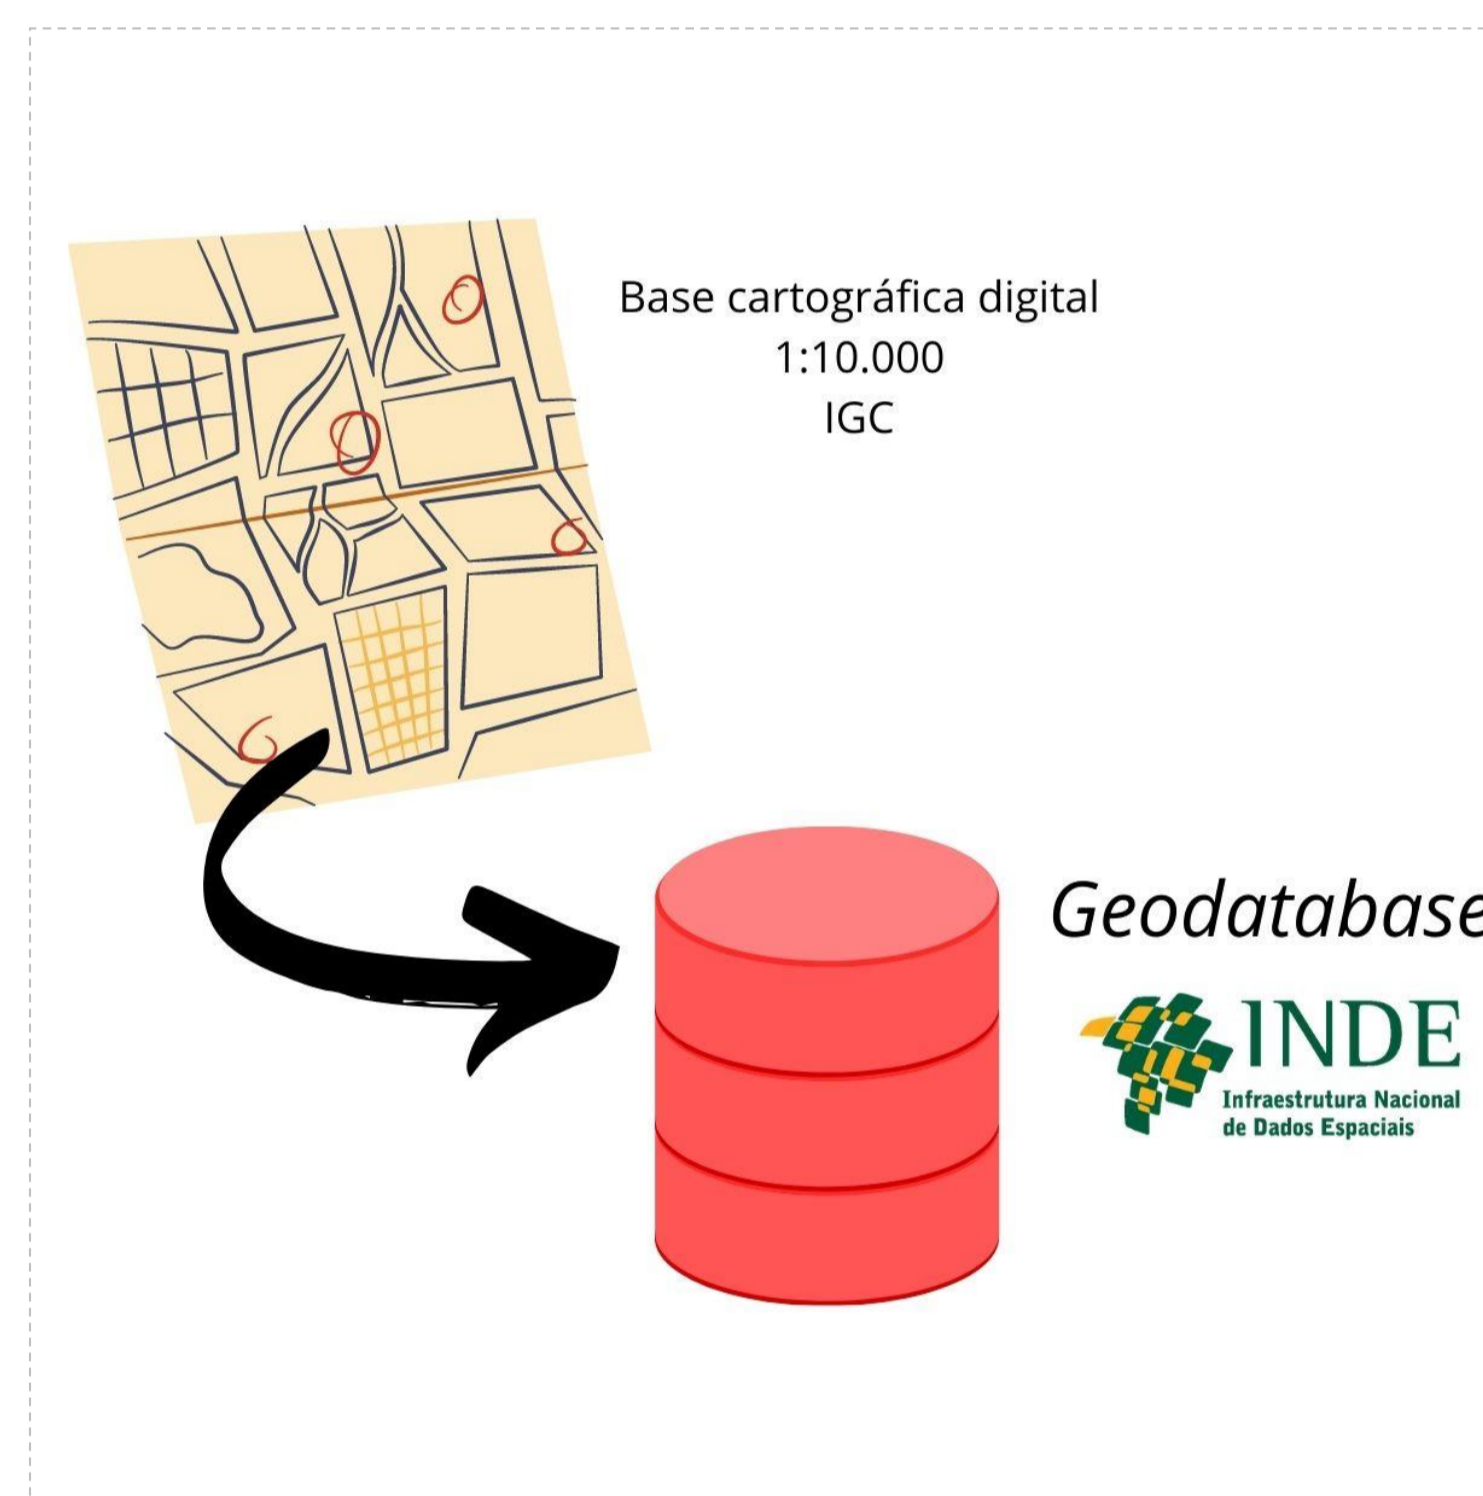 Base cartográfica digital
1:10.000
IGC
Geodatabase
INDE
Infraestrutura Nacional
de Dados Espaciais